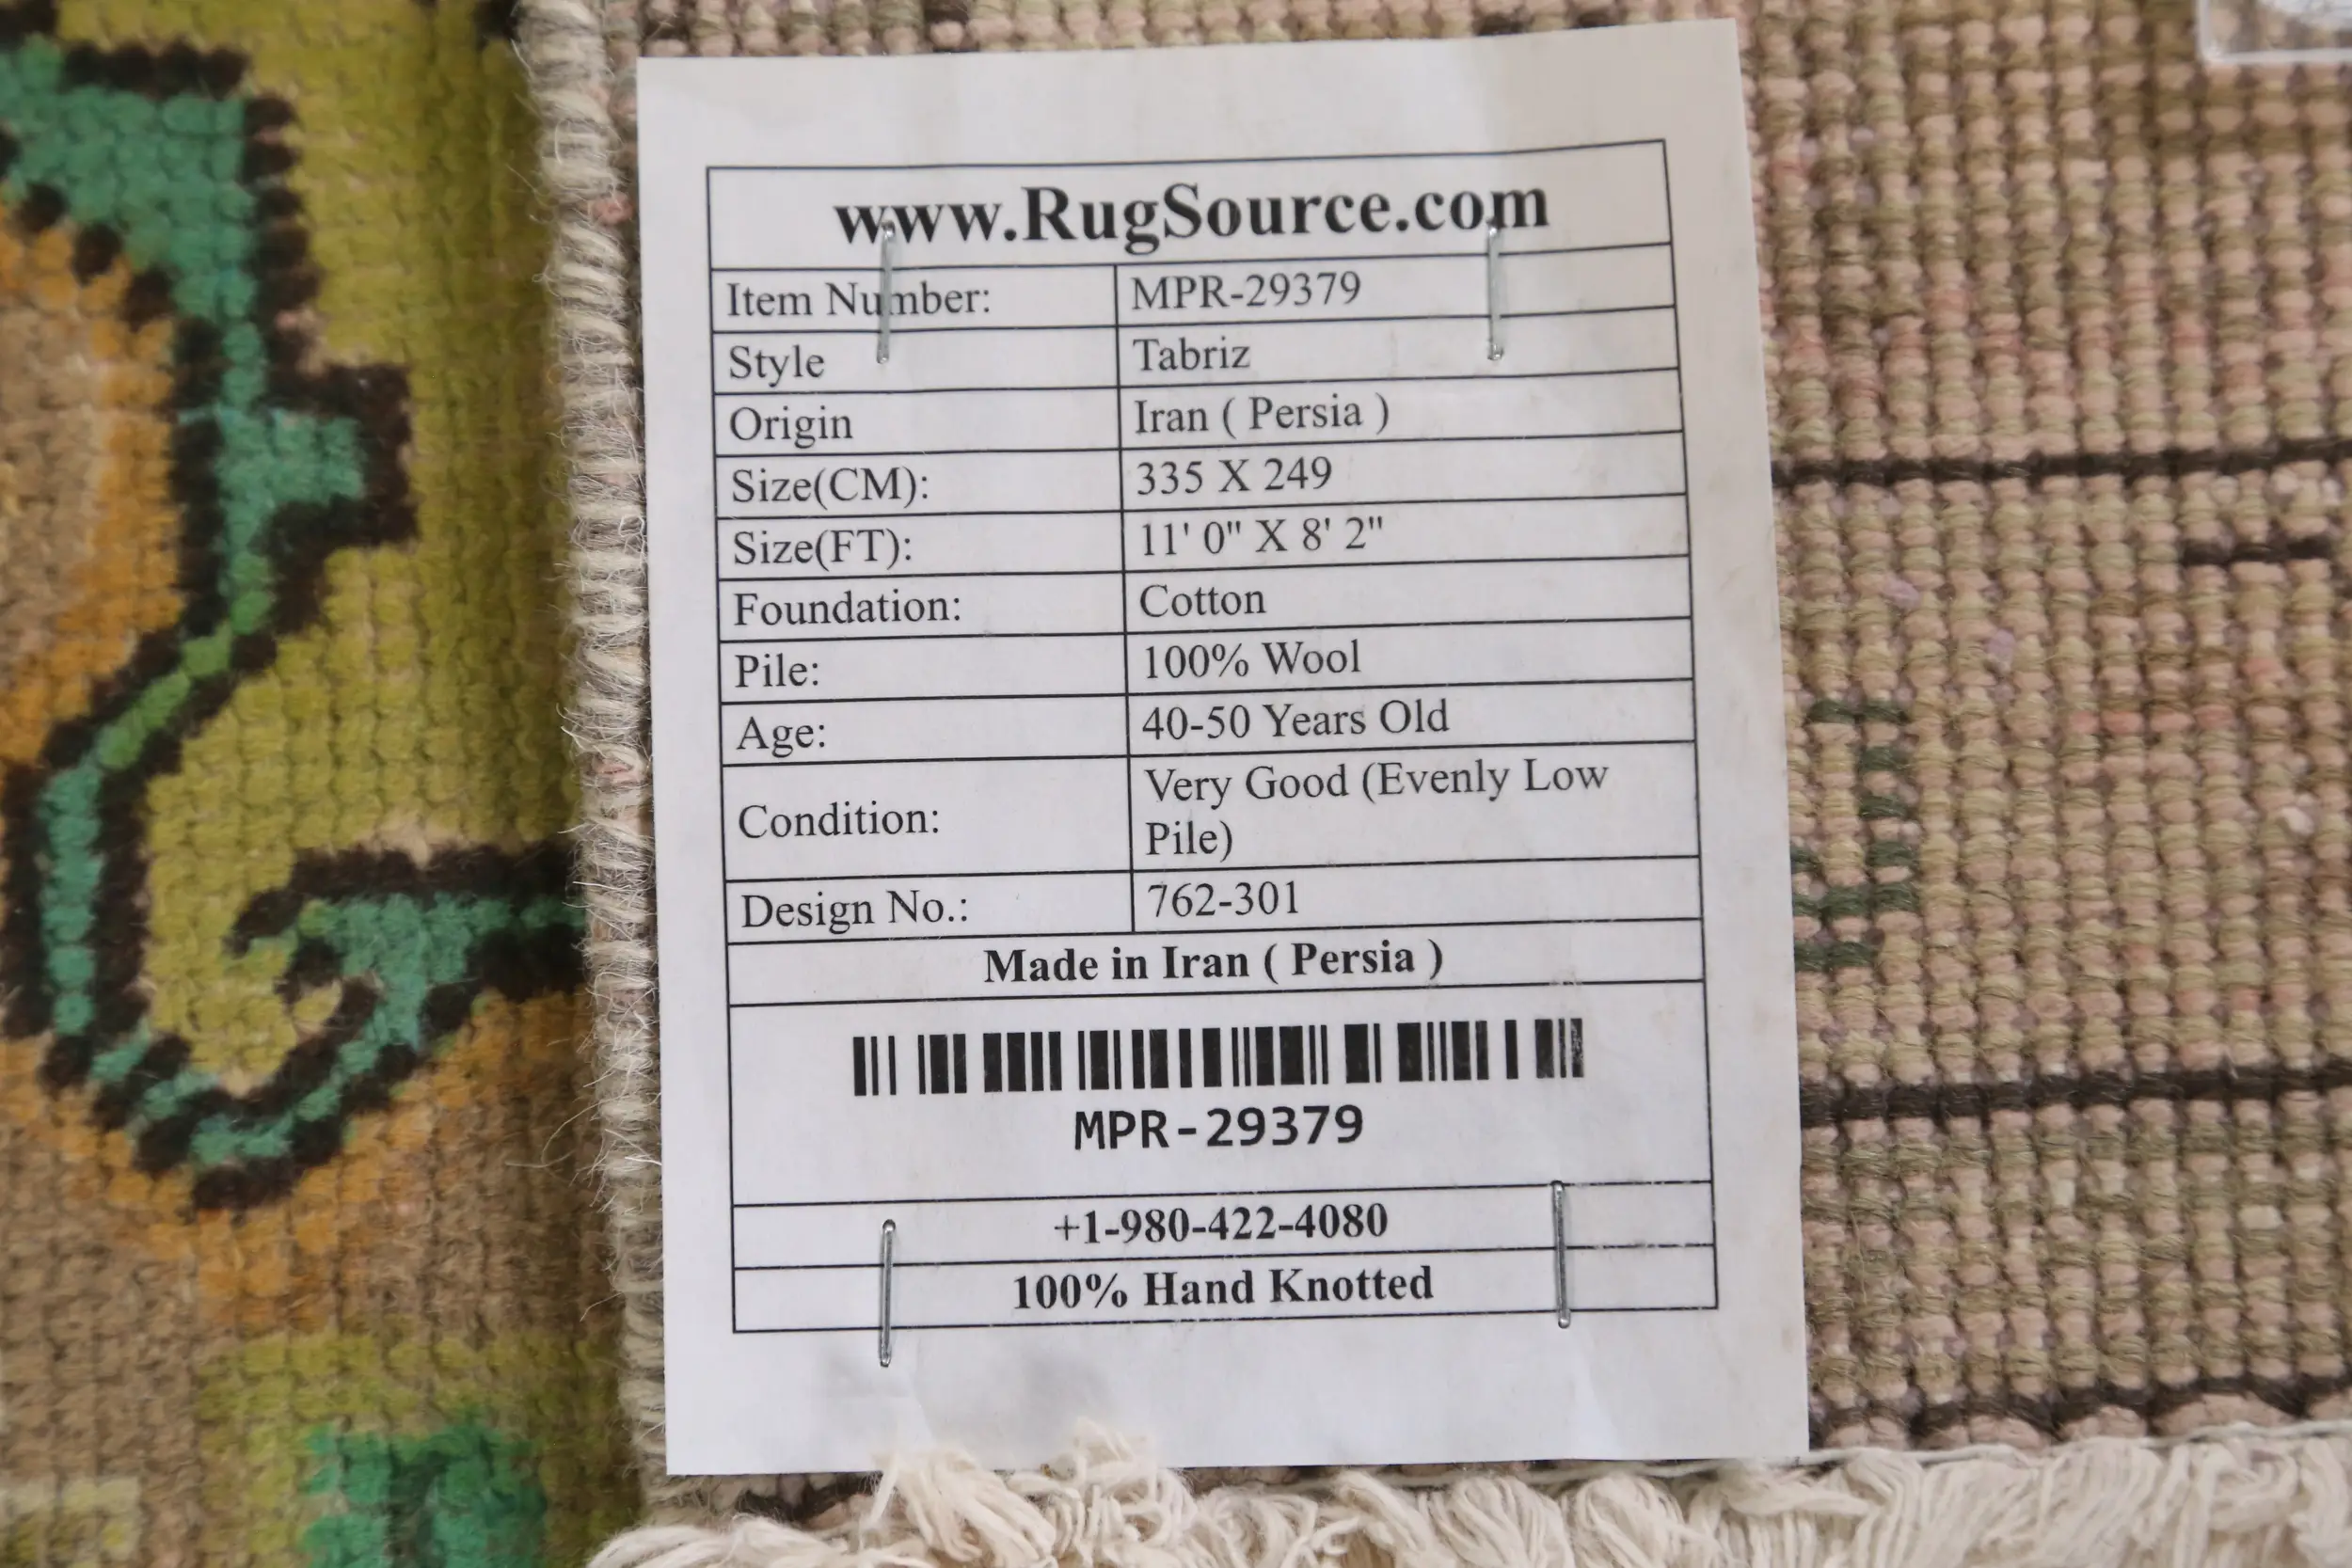 www.RugSource.com
Item Number: MPR-29379
Style Tabriz
Origin Iran ( Persia )
Size(CM): 335 X 249
Size(FT): 11' 0" X 8' 2"
Foundation: Cotton
Pile: 100% Wool
Age: 40-50 Years Old
Condition: Very Good (Evenly Low
Pile)
Design No.: 762-301
Made in Iran ( Persia )
MPR-29379
+1-980-422-4080
100% Hand Knotted